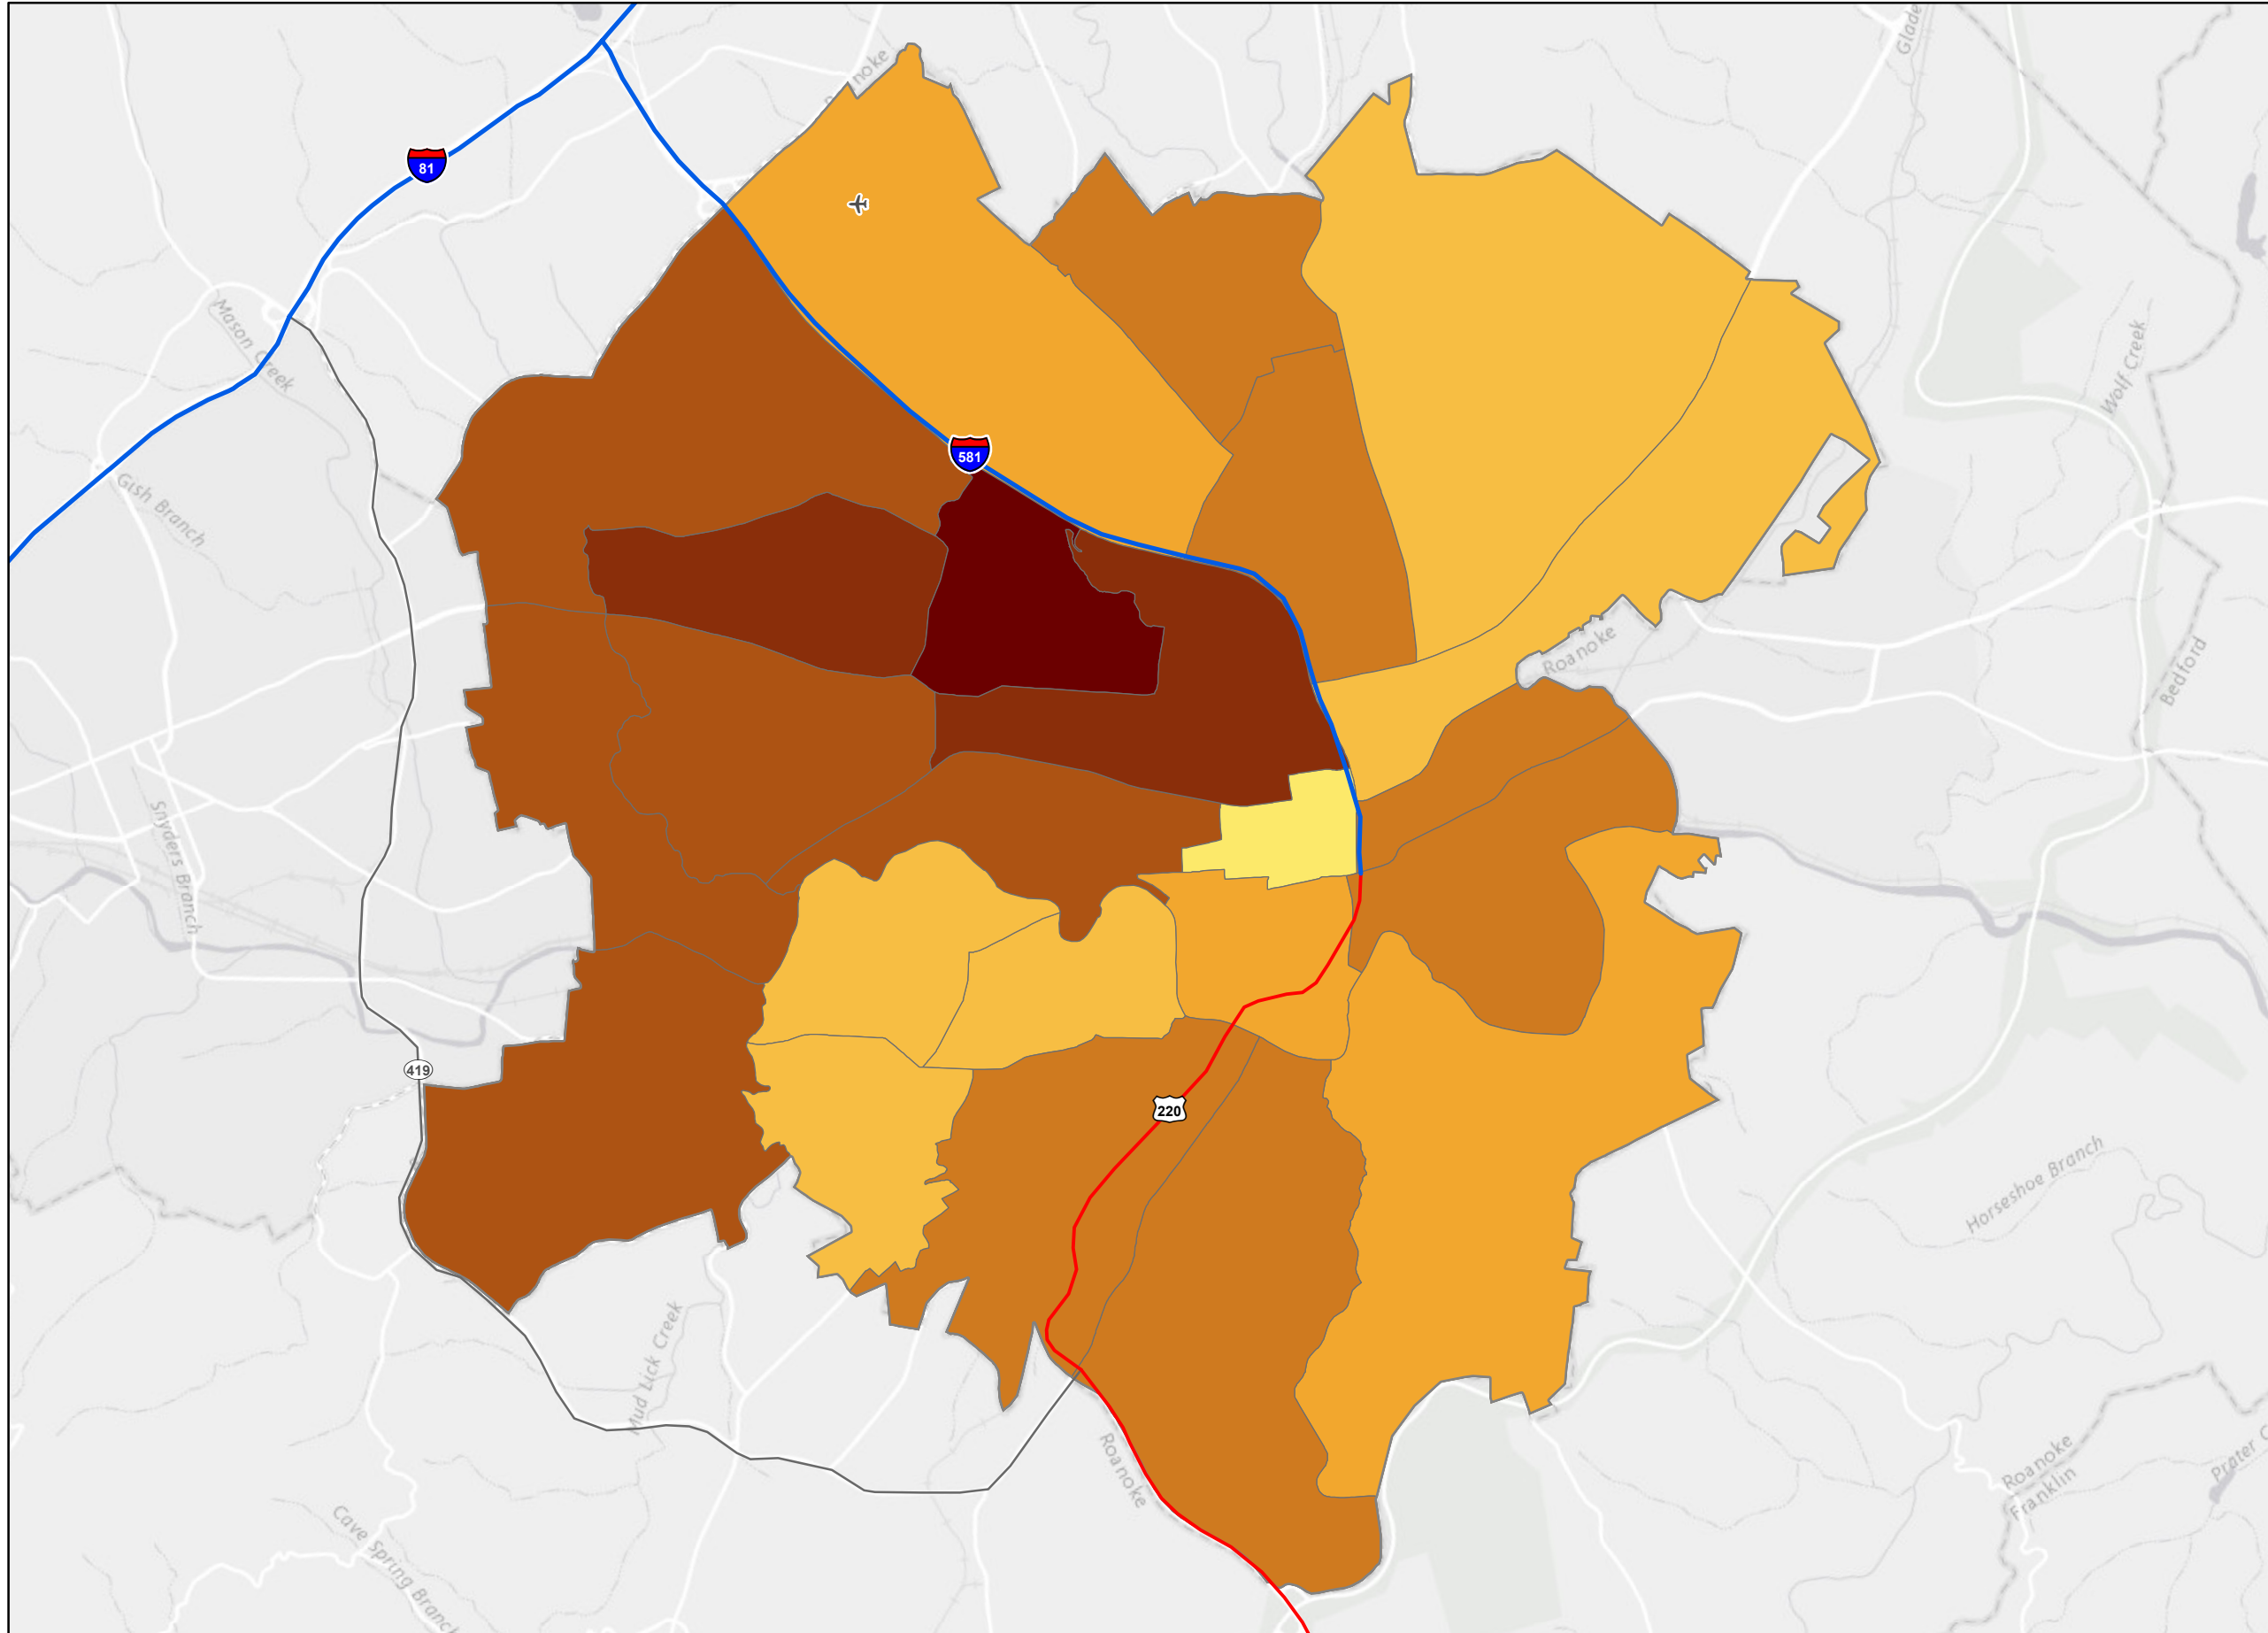 Glade
noke
81
Mason Creek
Wolf Creek
581
Gish Branch
Roanoke
Bedford
Snyders Branch
419
220
Horseshoe Branch
Mud Lick Creek
Roanoke
Roanoke
Franklin
Prater C
Cave Spring Branch